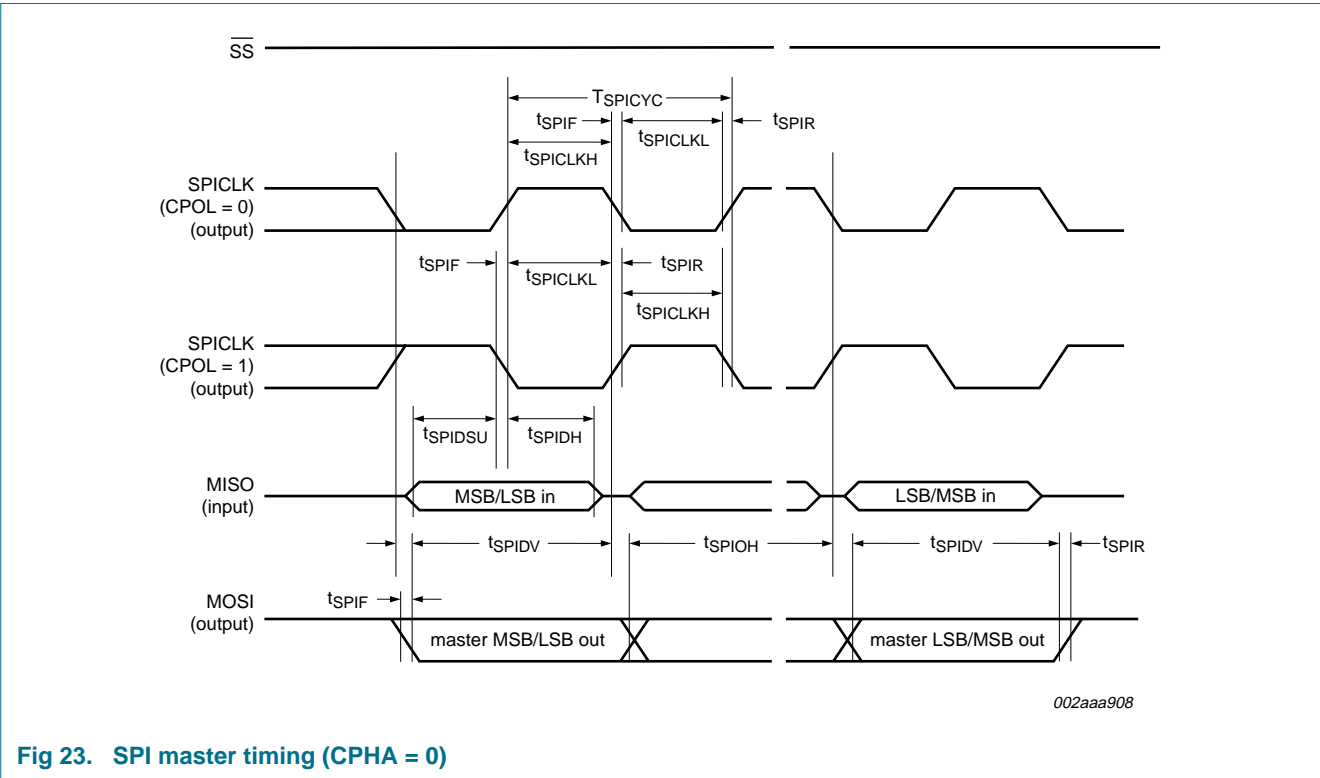 SS
TSPICYC
tSPIF
tSPICLKL
tSPIR
tSPICLKH
SPICLK
(CPOL = 0)
(output)
tSPIF
tSPICLKL
tSPIR
tSPICLKH
SPICLK
(CPOL = 1)
(output)
tSPIDSU
tSPIDH
MISO
(input)
MSB/LSB in
LSB/MSB in
tSPIDV
tSPIOH
tSPIDV
tSPIR
tSPIF
MOSI
(output)
master MSB/LSB out
master LSB/MSB out
002aaa908
Fig 23. SPI master timing (CPHA = 0)